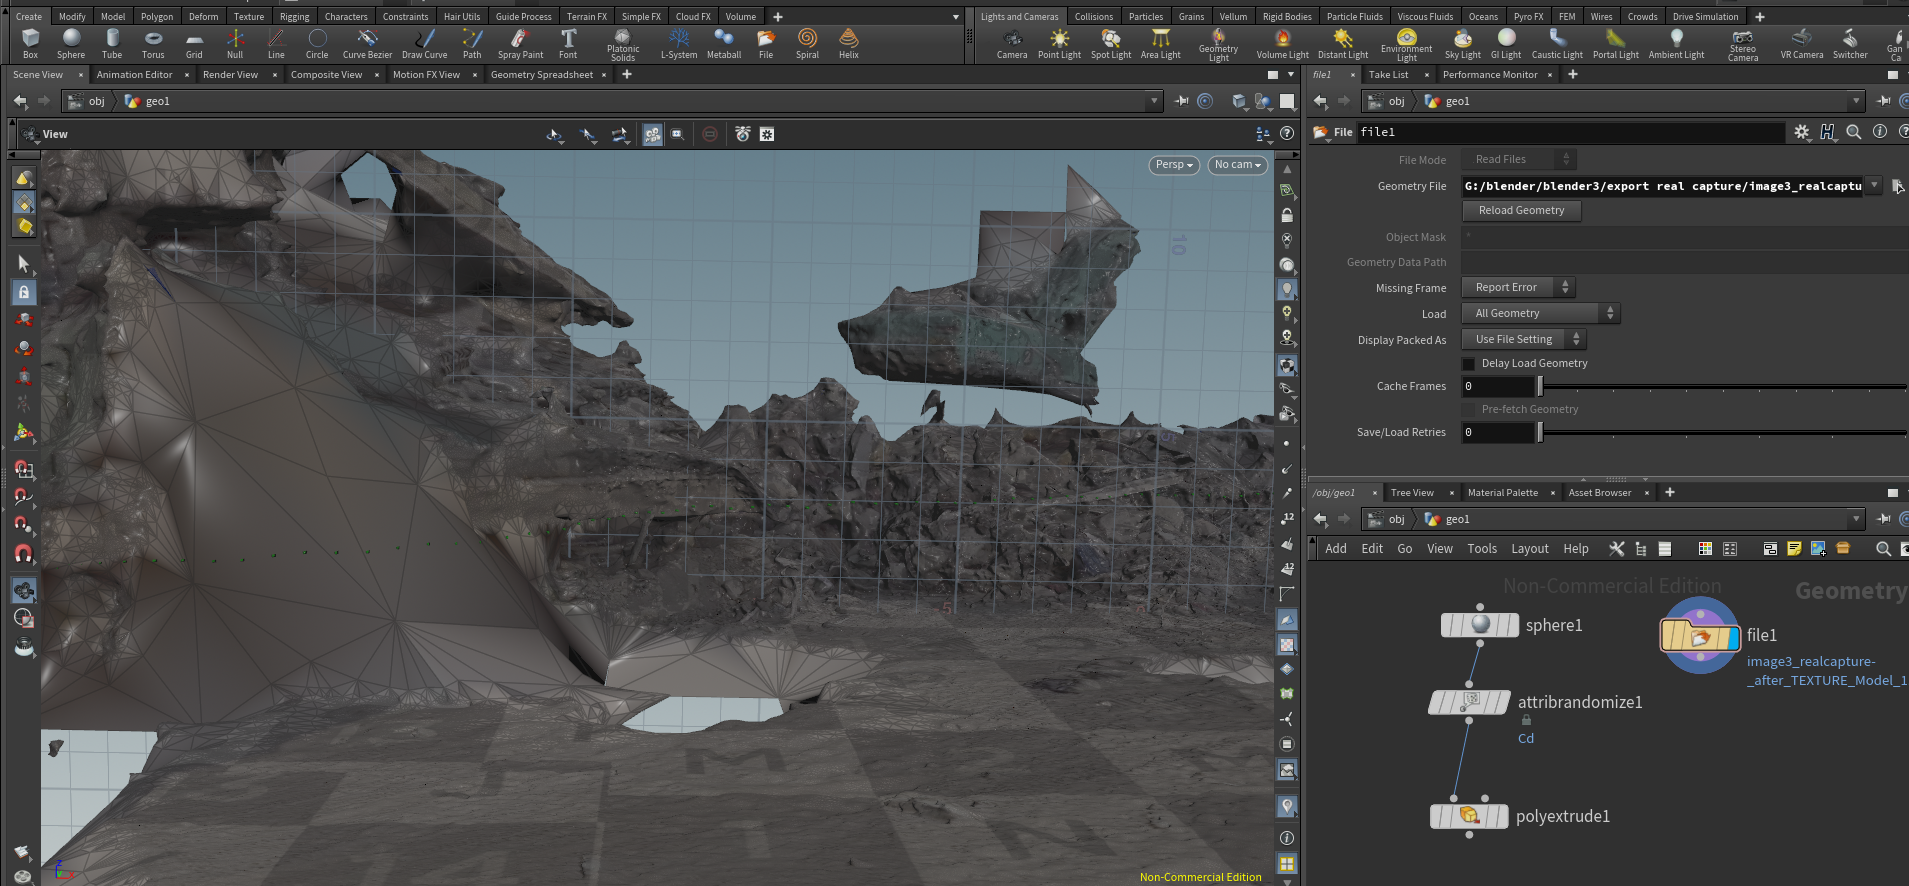 Create Modify Model Polygon Deform Texture Rigging Characters Constraints Hair Utils Guide Process Terrain FX Simple FX Cloud FX Volume
Lights and Cameras Collisions Particles Grains Vellum Rigid Bodies Particle Fluids Viscous Fluids Oceans Pyro FX FEM Wires Crowds Drive Simulation
Box Sphere Tube Torus Grid Null Line Circle Curve Bezier Draw Curve Path Spray Paint Font Platonic Solids L-System Metaball File Spiral Helix
Camera Point Light Spot Light Area Light Geometry Light Volume Light Distant Light Environment Light Sky Light GI Light Caustic Light Portal Light Ambient Light Stereo Camera VR Camera Switcher
Scene View Animation Editor Render View Composite View Motion FX View Geometry Spreadsheet
file1 Take List Performance Monitor
obj geo1
obj geo1
View
File file1
Persp No cam
File Mode Read Files
Geometry File G:/blender/blender3/export real capture/image3_realcaptu
Reload Geometry
Object Mask *
Geometry Data Path
Missing Frame Report Error
Load All Geometry
Display Packed As Use File Setting
Delay Load Geometry
Cache Frames 0
Pre-fetch Geometry
Save/Load Retries 0
10
5
12
12
/obj/geo1 Tree View Material Palette Asset Browser
obj geo1
Add Edit Go View Tools Layout Help
Non-Commercial Edition
Geometry
sphere1
file1
image3_realcapture-
_after_TEXTURE_Model_1
attribrandomize1
Cd
polyextrude1
Non-Commercial Edition